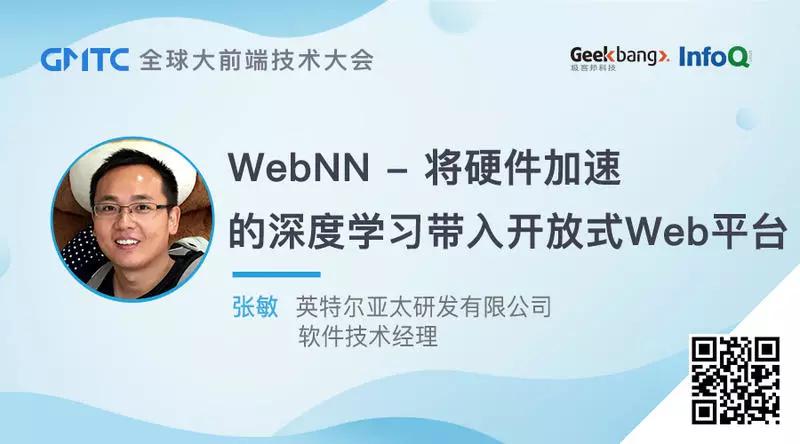 GMTC 全球大前端技术大会
Geekbang>. InfoQ
极客邦科技
WebNN – 将硬件加速
的深度学习带入开放式Web平台
张敏 英特尔亚太研发有限公司
软件技术经理